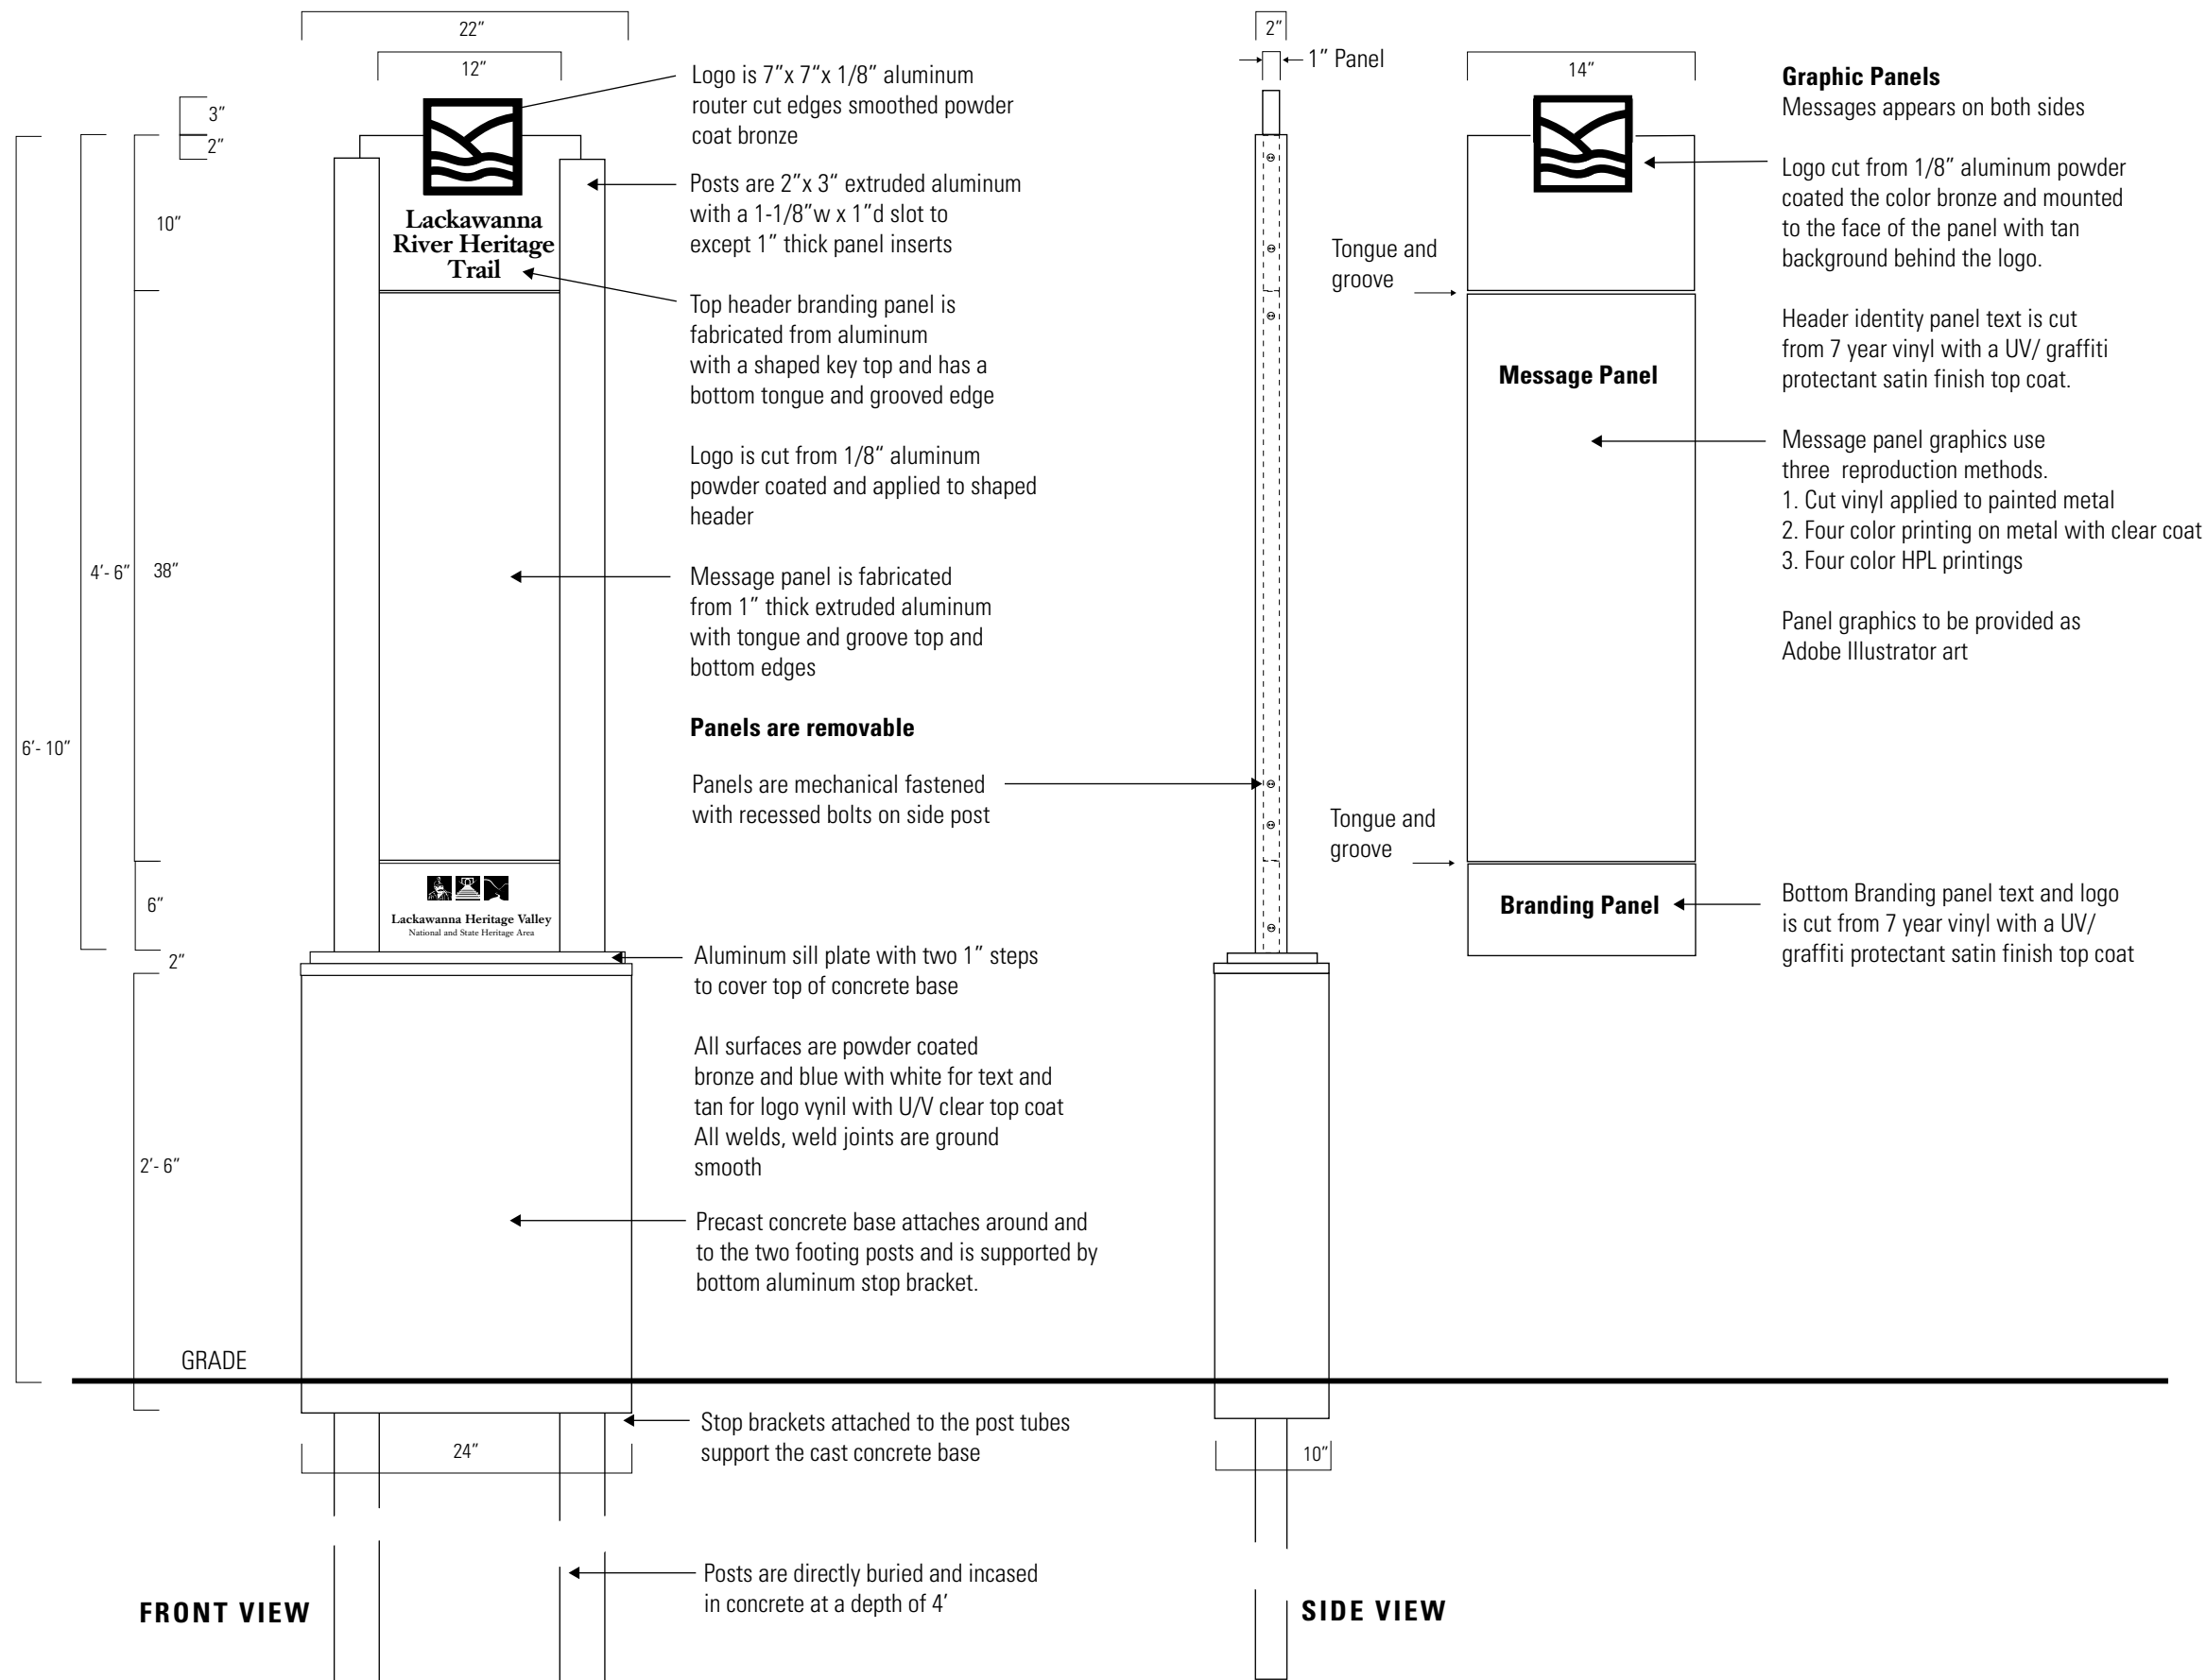 22”
12”
3”
2”
10”
4’- 6”
38”
6’- 10”
6”
2”
2’- 6”
GRADE
24”
FRONT VIEW
Lackawanna
River Heritage
Trail
Lackawanna Heritage Valley
National and State Heritage Area
Logo is 7”x 7“x 1/8” aluminum
router cut edges smoothed powder
coat bronze
Posts are 2”x 3“ extruded aluminum
with a 1-1/8”w x 1”d slot to
except 1” thick panel inserts
Top header branding panel is
fabricated from aluminum
with a shaped key top and has a
bottom tongue and grooved edge
Logo is cut from 1/8” aluminum
powder coated and applied to shaped
header
Message panel is fabricated
from 1” thick extruded aluminum
with tongue and groove top and
bottom edges
Panels are removable
Panels are mechanical fastened
with recessed bolts on side post
Aluminum sill plate with two 1” steps
to cover top of concrete base
All surfaces are powder coated
bronze and blue with white for text and
tan for logo vynil with U/V clear top coat
All welds, weld joints are ground
smooth
Precast concrete base attaches around and
to the two footing posts and is supported by
bottom aluminum stop bracket.
Stop brackets attached to the post tubes
support the cast concrete base
Posts are directly buried and incased
in concrete at a depth of 4’
2”
1” Panel
10”
SIDE VIEW
14”
Tongue and
groove
Message Panel
Tongue and
groove
Branding Panel
Graphic Panels
Messages appears on both sides
Logo cut from 1/8” aluminum powder
coated the color bronze and mounted
to the face of the panel with tan
background behind the logo.
Header identity panel text is cut
from 7 year vinyl with a UV/ graffiti
protectant satin finish top coat.
Message panel graphics use
three reproduction methods.
1. Cut vinyl applied to painted metal
2. Four color printing on metal with clear coat
3. Four color HPL printings
Panel graphics to be provided as
Adobe Illustrator art
Bottom Branding panel text and logo
is cut from 7 year vinyl with a UV/
graffiti protectant satin finish top coat